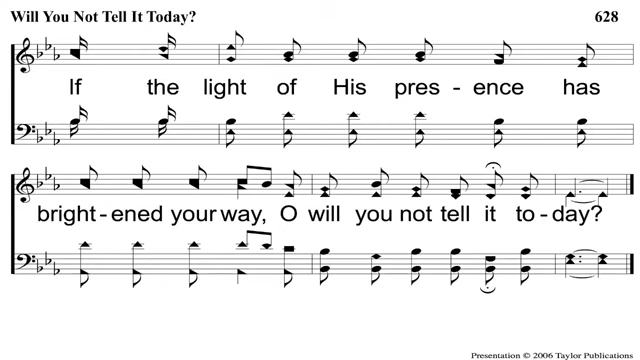 Will You Not Tell It Today? 628
If the light of His pres - ence has
bright - ened your way, O will you not tell it to - day?
Presentation © 2006 Taylor Publications